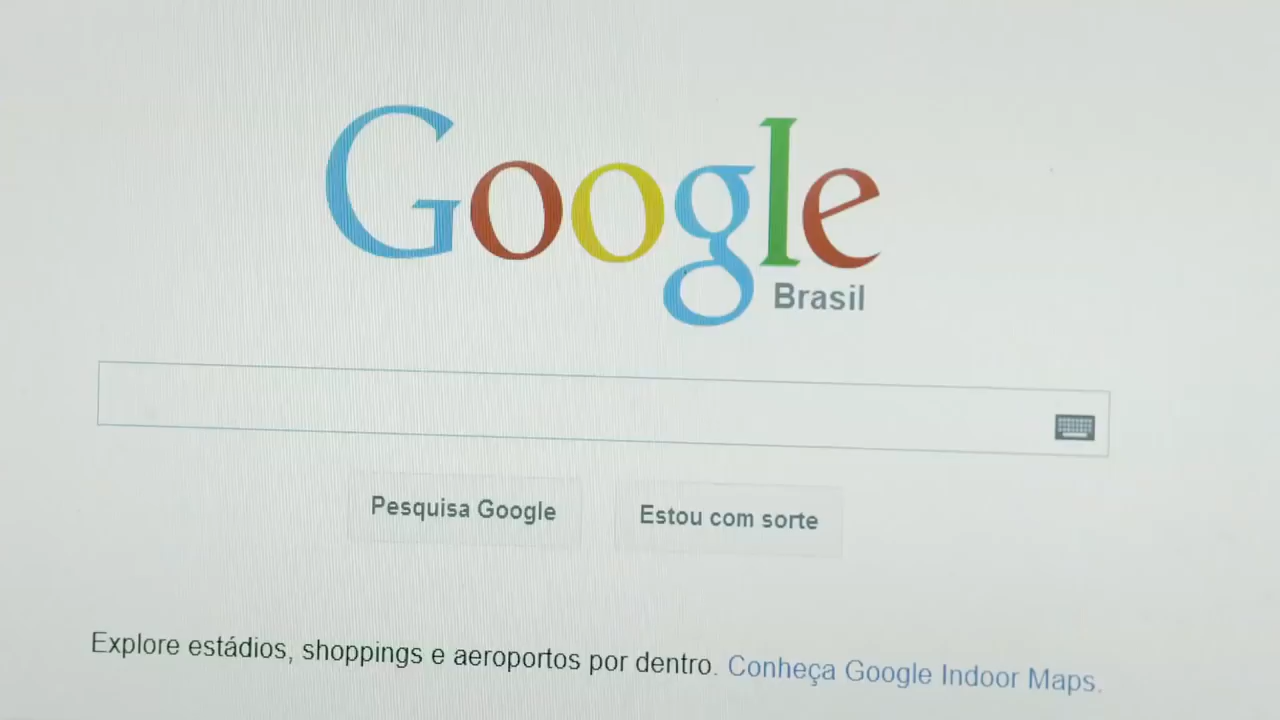 Google
Brasil
Pesquisa Google
Estou com sorte
Explore estádios, shoppings e aeroportos por dentro. Conheça Google Indoor Maps.